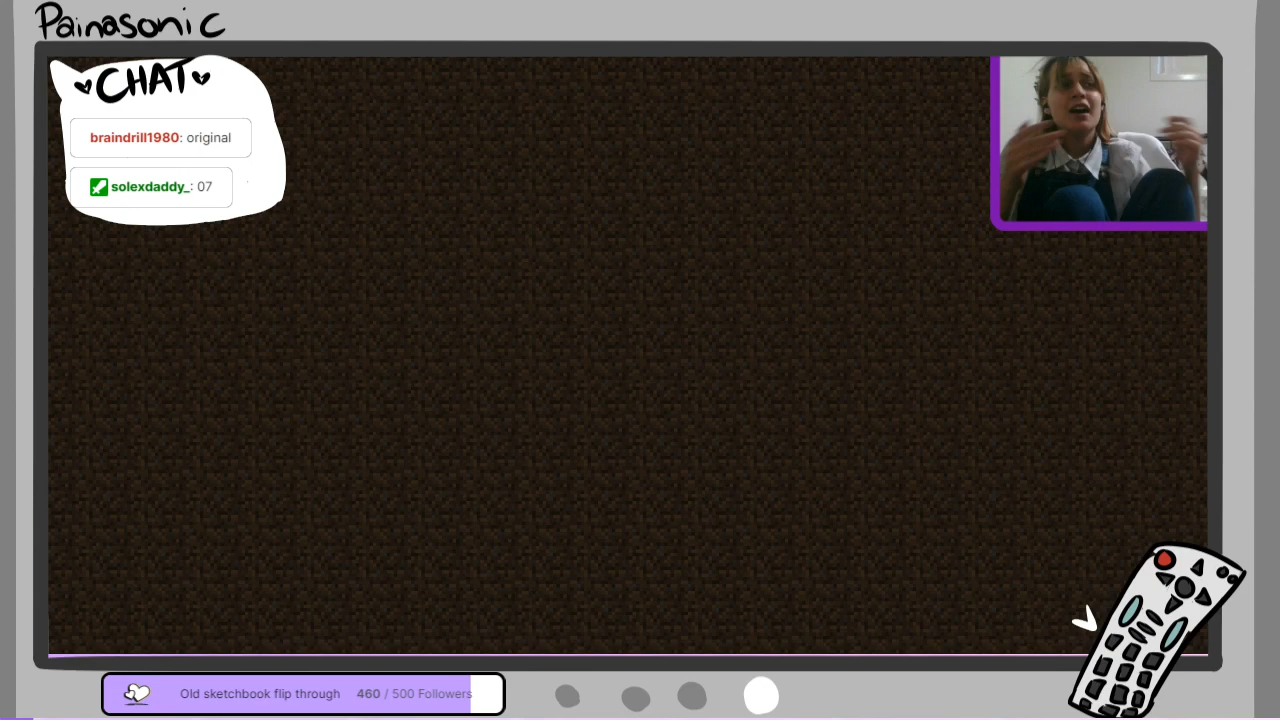 Painasonic
CHAT
braindrill1980: original
solexdaddy_: 07
Old sketchbook flip through 460 / 500 Followers